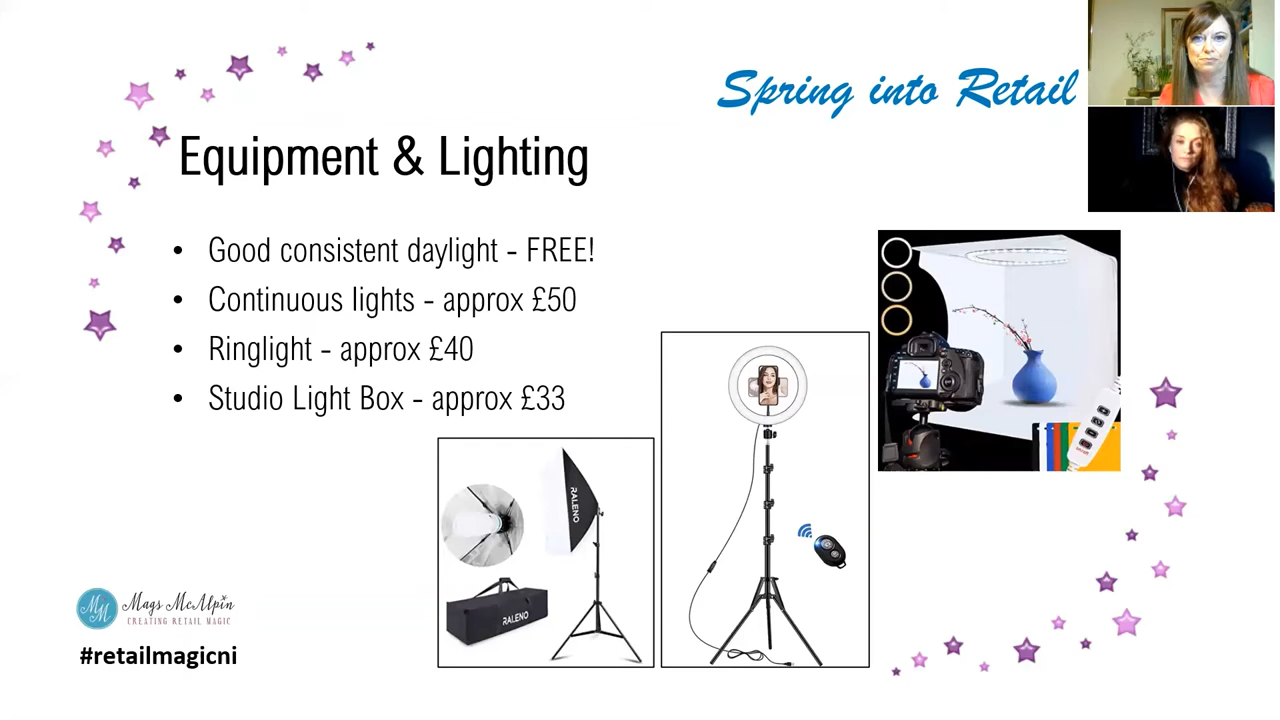 Spring into Retail
Equipment & Lighting
• Good consistent daylight - FREE!
• Continuous lights - approx £50
• Ringlight - approx £40
• Studio Light Box - approx £33
RALENO
RALENO
MM
Mags McAlpin
CREATING RETAIL MAGIC
#retailmagicni